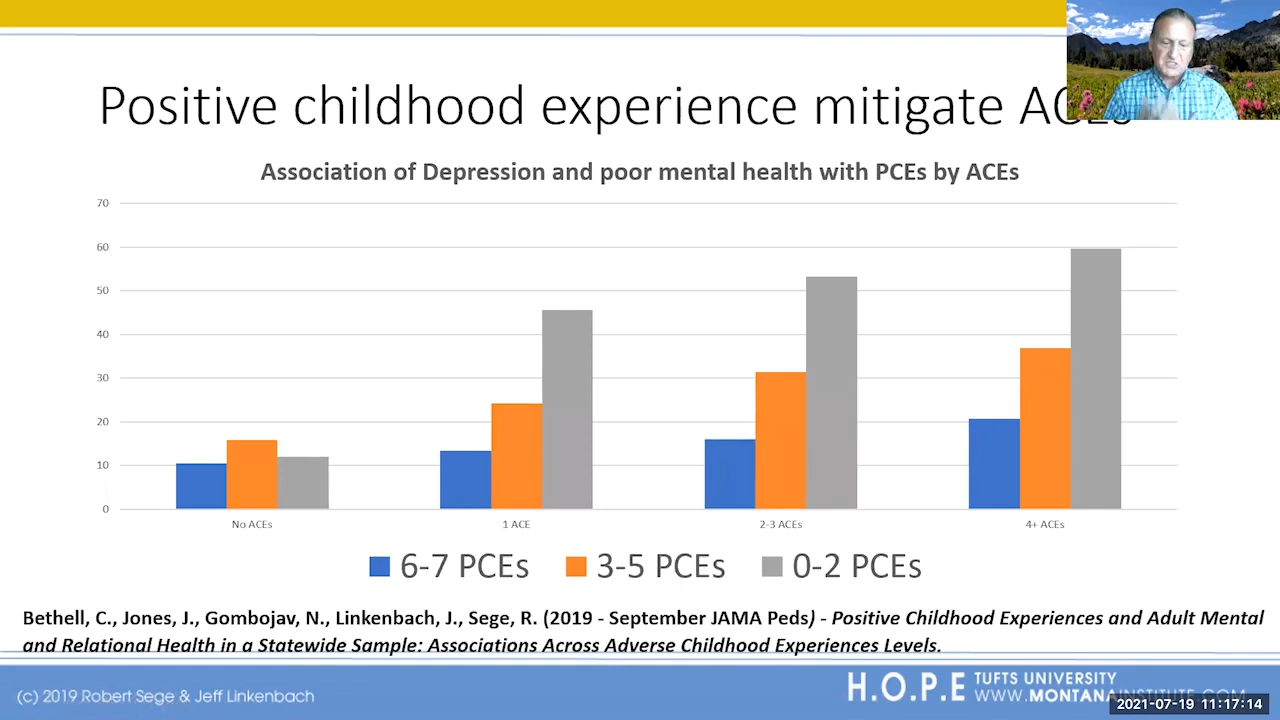 Positive childhood experience mitigate ACEs
Association of Depression and poor mental health with PCEs by ACEs
70
60
50
40
30
20
10
0
No ACEs
1 ACE
2-3 ACEs
4+ ACEs
6-7 PCEs 3-5 PCEs 0-2 PCEs
Bethell, C., Jones, J., Gombojav, N., Linkenbach, J., Sege, R. (2019 - September JAMA Peds) - Positive Childhood Experiences and Adult Mental
and Relational Health in a Statewide Sample: Associations Across Adverse Childhood Experiences Levels.
(c) 2019 Robert Sege & Jeff Linkenbach
H.O.P.E TUFTS UNIVERSITY
WWW.MONTANAINSTITUTE.COM
2021-07-19 11:17:14